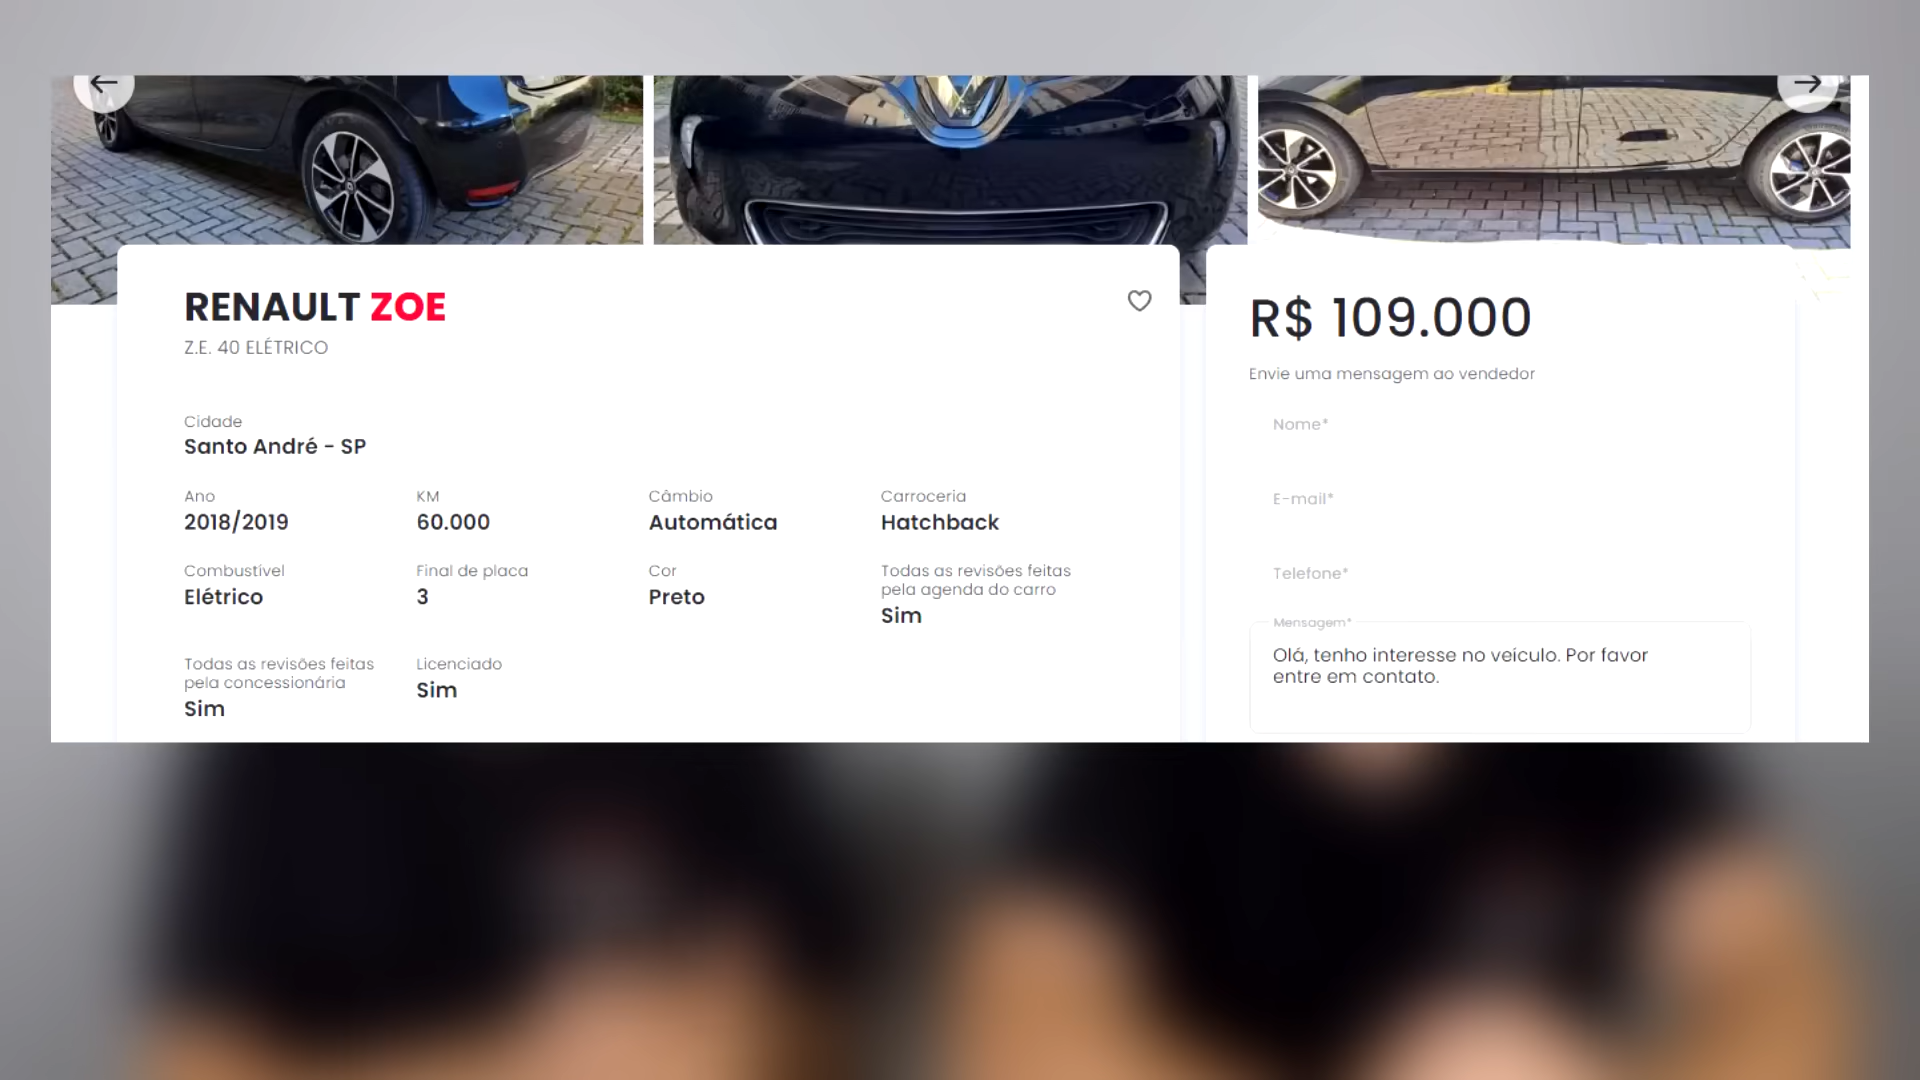 RENAULT ZOE
Z.E. 40 ELÉTRICO
Cidade
Santo André - SP
Ano
2018/2019
KM
60.000
Câmbio
Automática
Carroceria
Hatchback
Combustível
Elétrico
Final de placa
3
Cor
Preto
Todas as revisões feitas
pela agenda do carro
Sim
Todas as revisões feitas
pela concessionária
Sim
Licenciado
Sim
R$ 109.000
Envie uma mensagem ao vendedor
Nome*
E-mail*
Telefone*
Mensagem*
Olá, tenho interesse no veículo. Por favor
entre em contato.